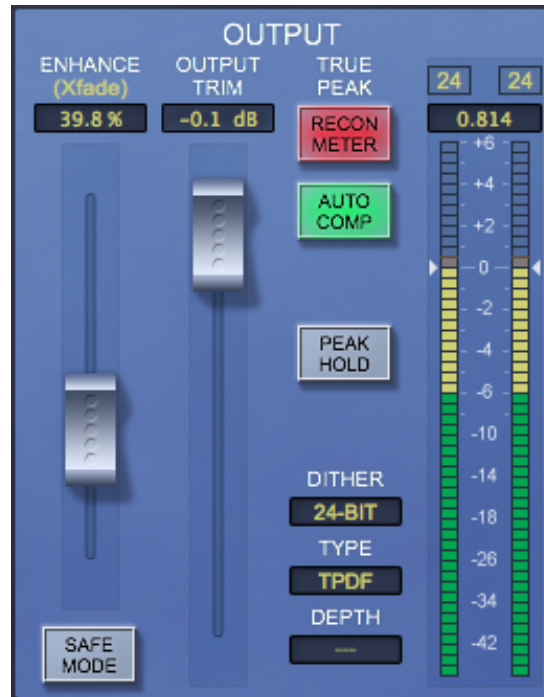 OUTPUT
ENHANCE
(Xfade)
39.8 %
OUTPUT
TRIM
-0.1 dB
TRUE
PEAK
RECON
METER
AUTO
COMP
PEAK
HOLD
DITHER
24-BIT
TYPE
TPDF
DEPTH
---
SAFE
MODE
24 24
0.814
+6
+4
+2
0
-2
-4
-6
-10
-14
-18
-26
-34
-42